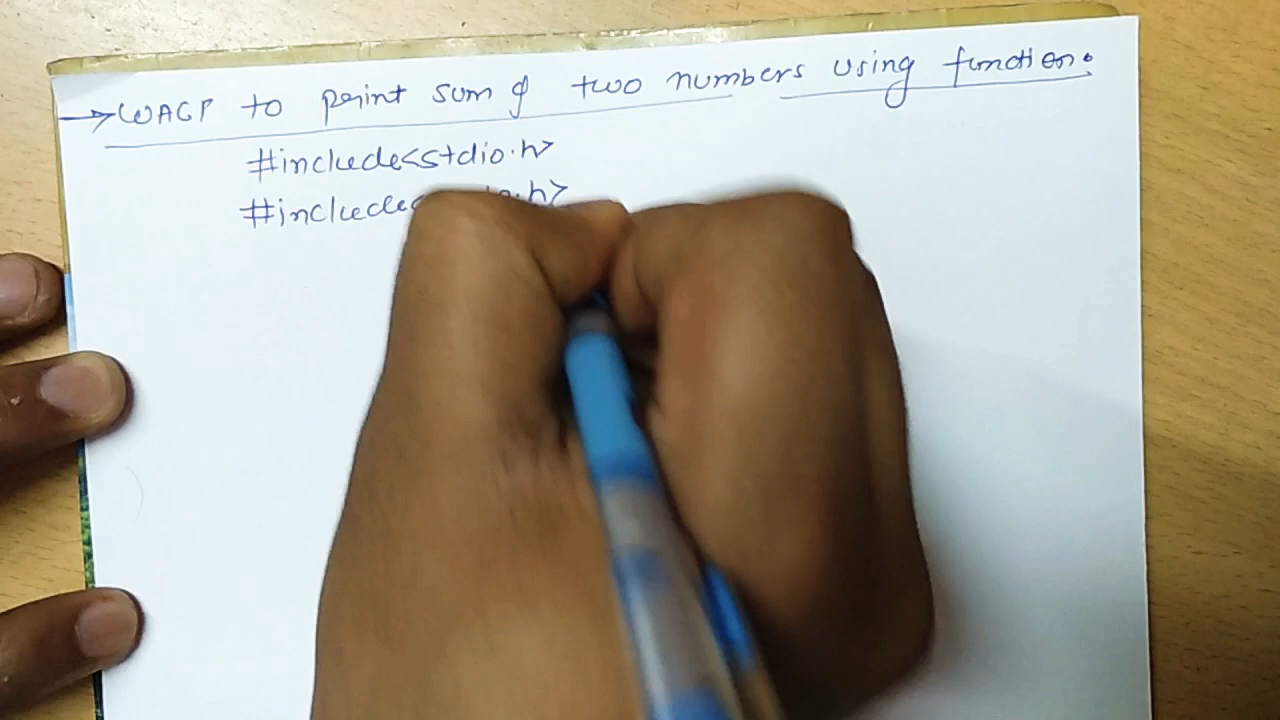 →WAGP to print sum of two numbers using function.
#include<stdio.h>
#include